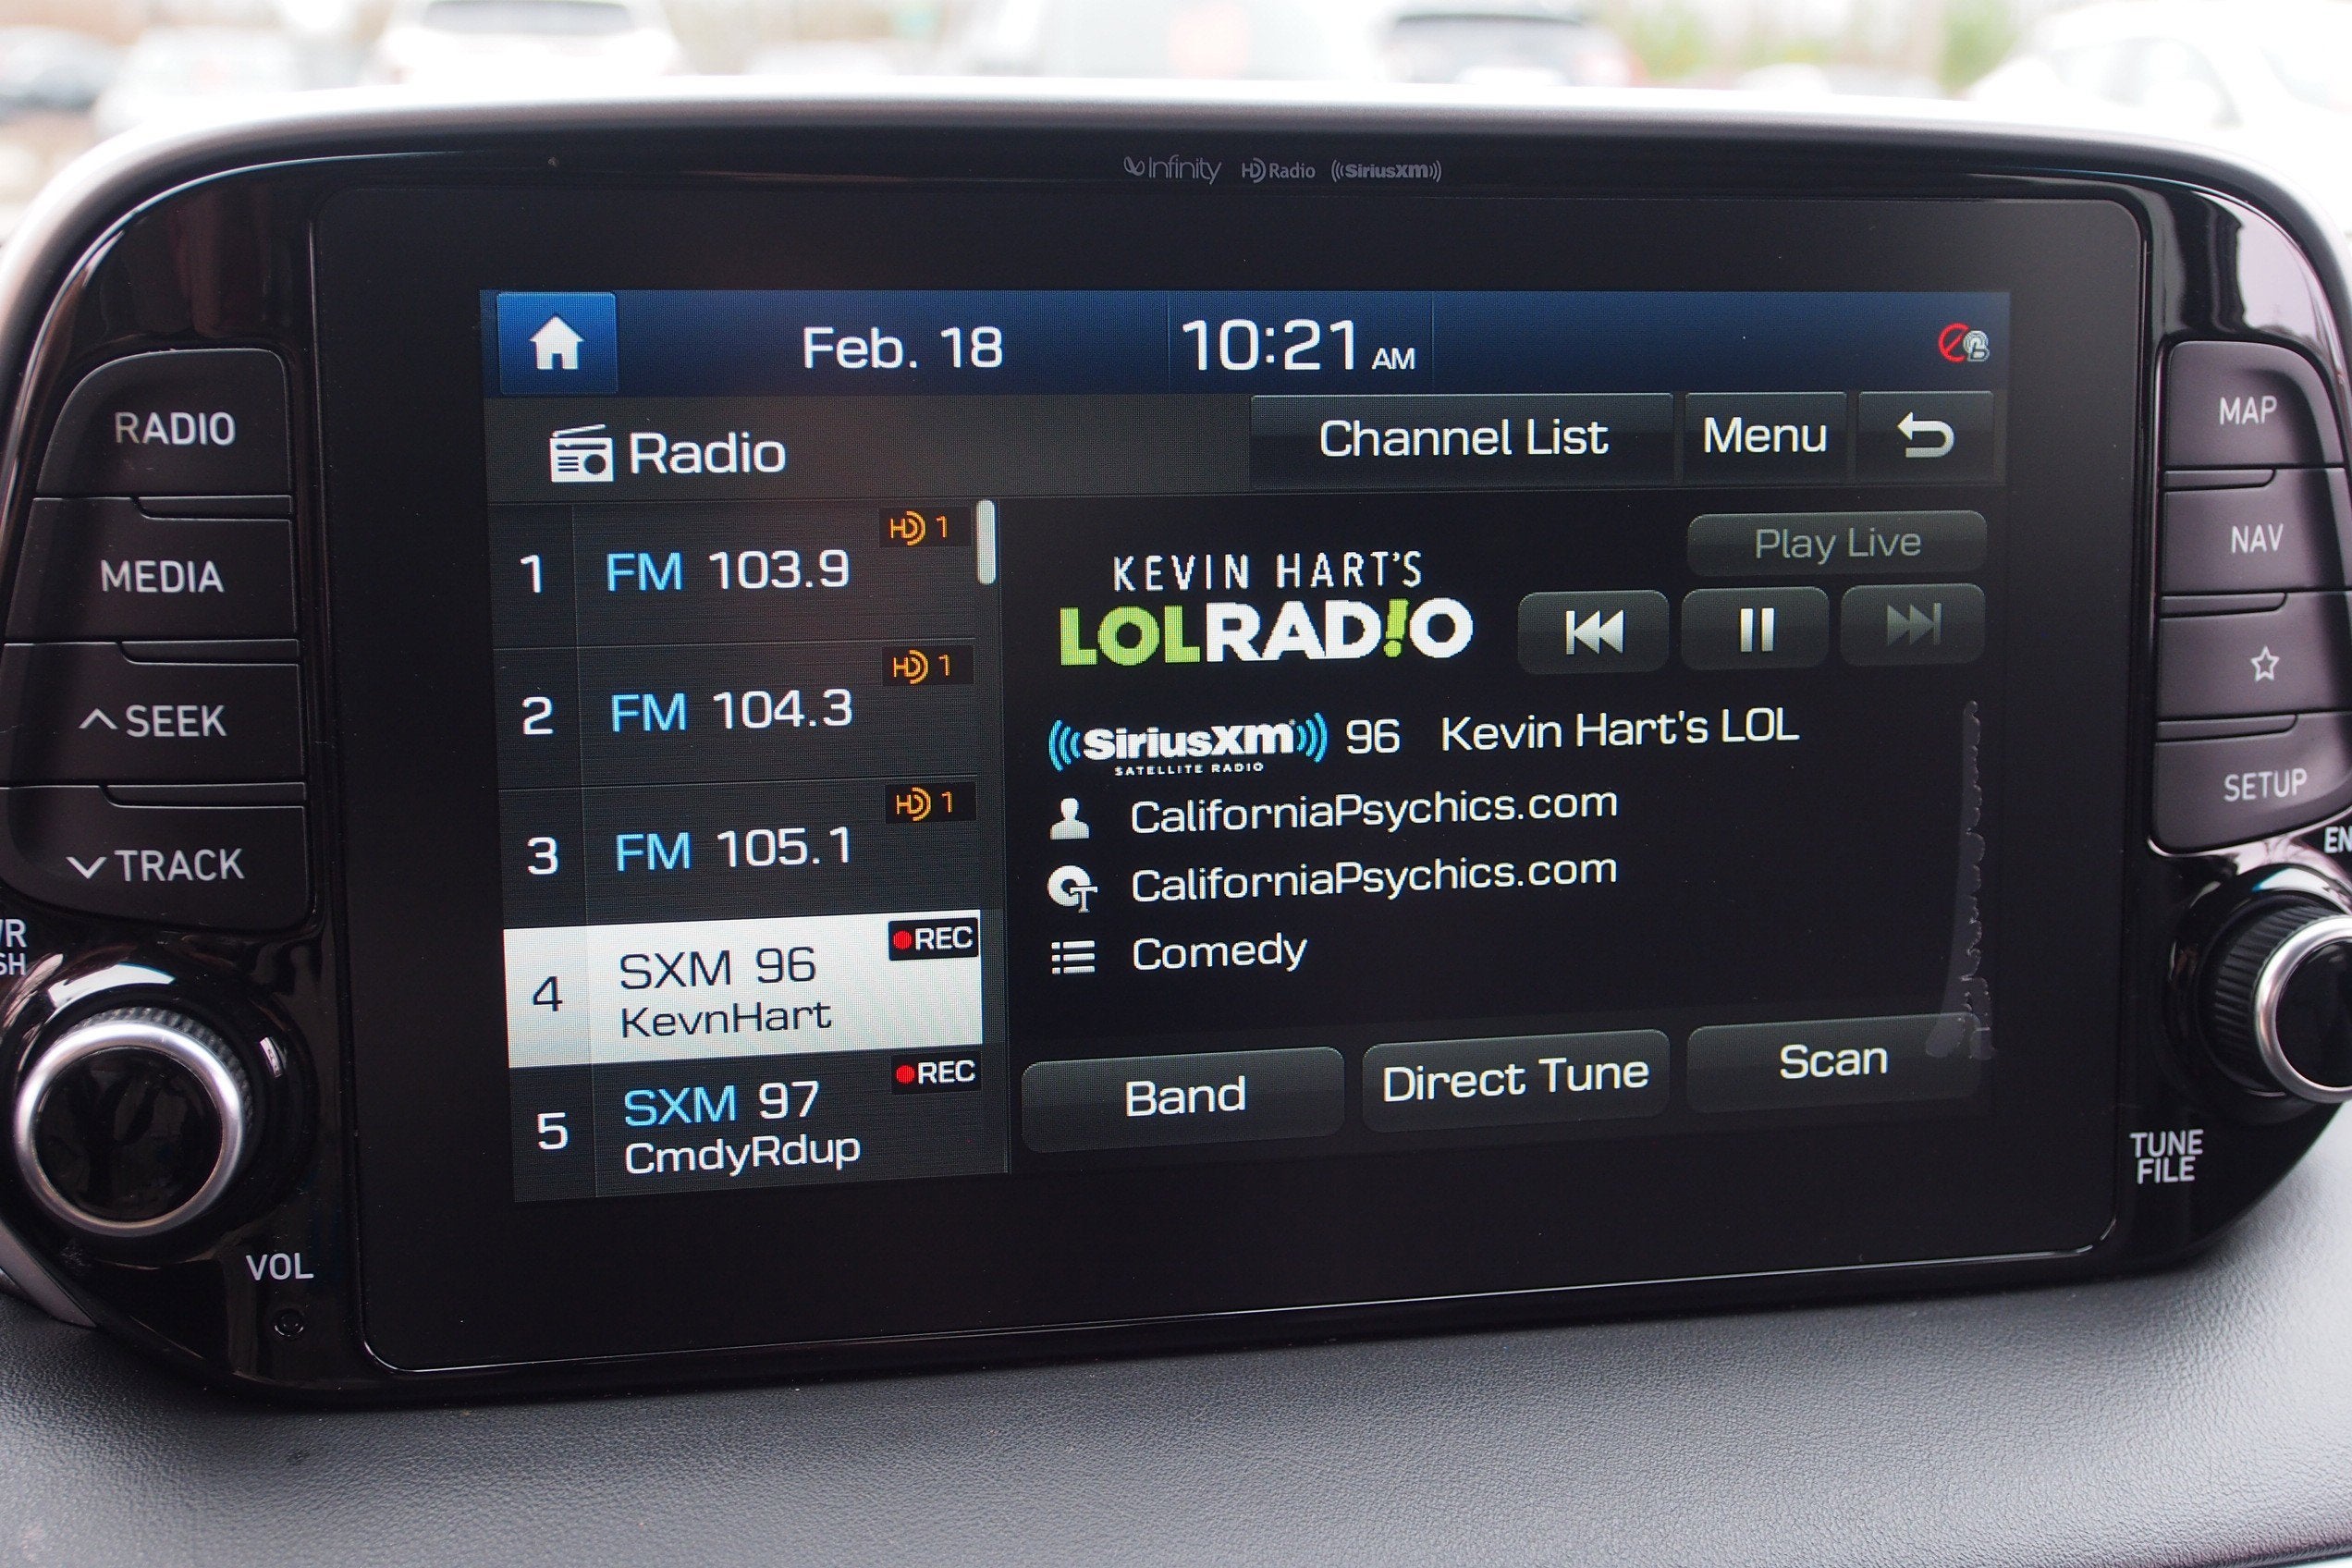 Infinity HD Radio SiriusXM
Feb. 18 10:21 AM
Radio
Channel List Menu
1 FM 103.9 HD 1
2 FM 104.3 HD 1
3 FM 105.1 HD 1
4 SXM 96 REC
KevnHart
5 SXM 97 REC
CmdyRdup
Play Live
KEVIN HART'S
LOLRAD!O
SiriusXM 96 Kevin Hart's LOL
SATELLITE RADIO
CaliforniaPsychics.com
CaliforniaPsychics.com
Comedy
Band Direct Tune Scan
RADIO
MEDIA
SEEK
TRACK
VOL
MAP
NAV
SETUP
TUNE
FILE